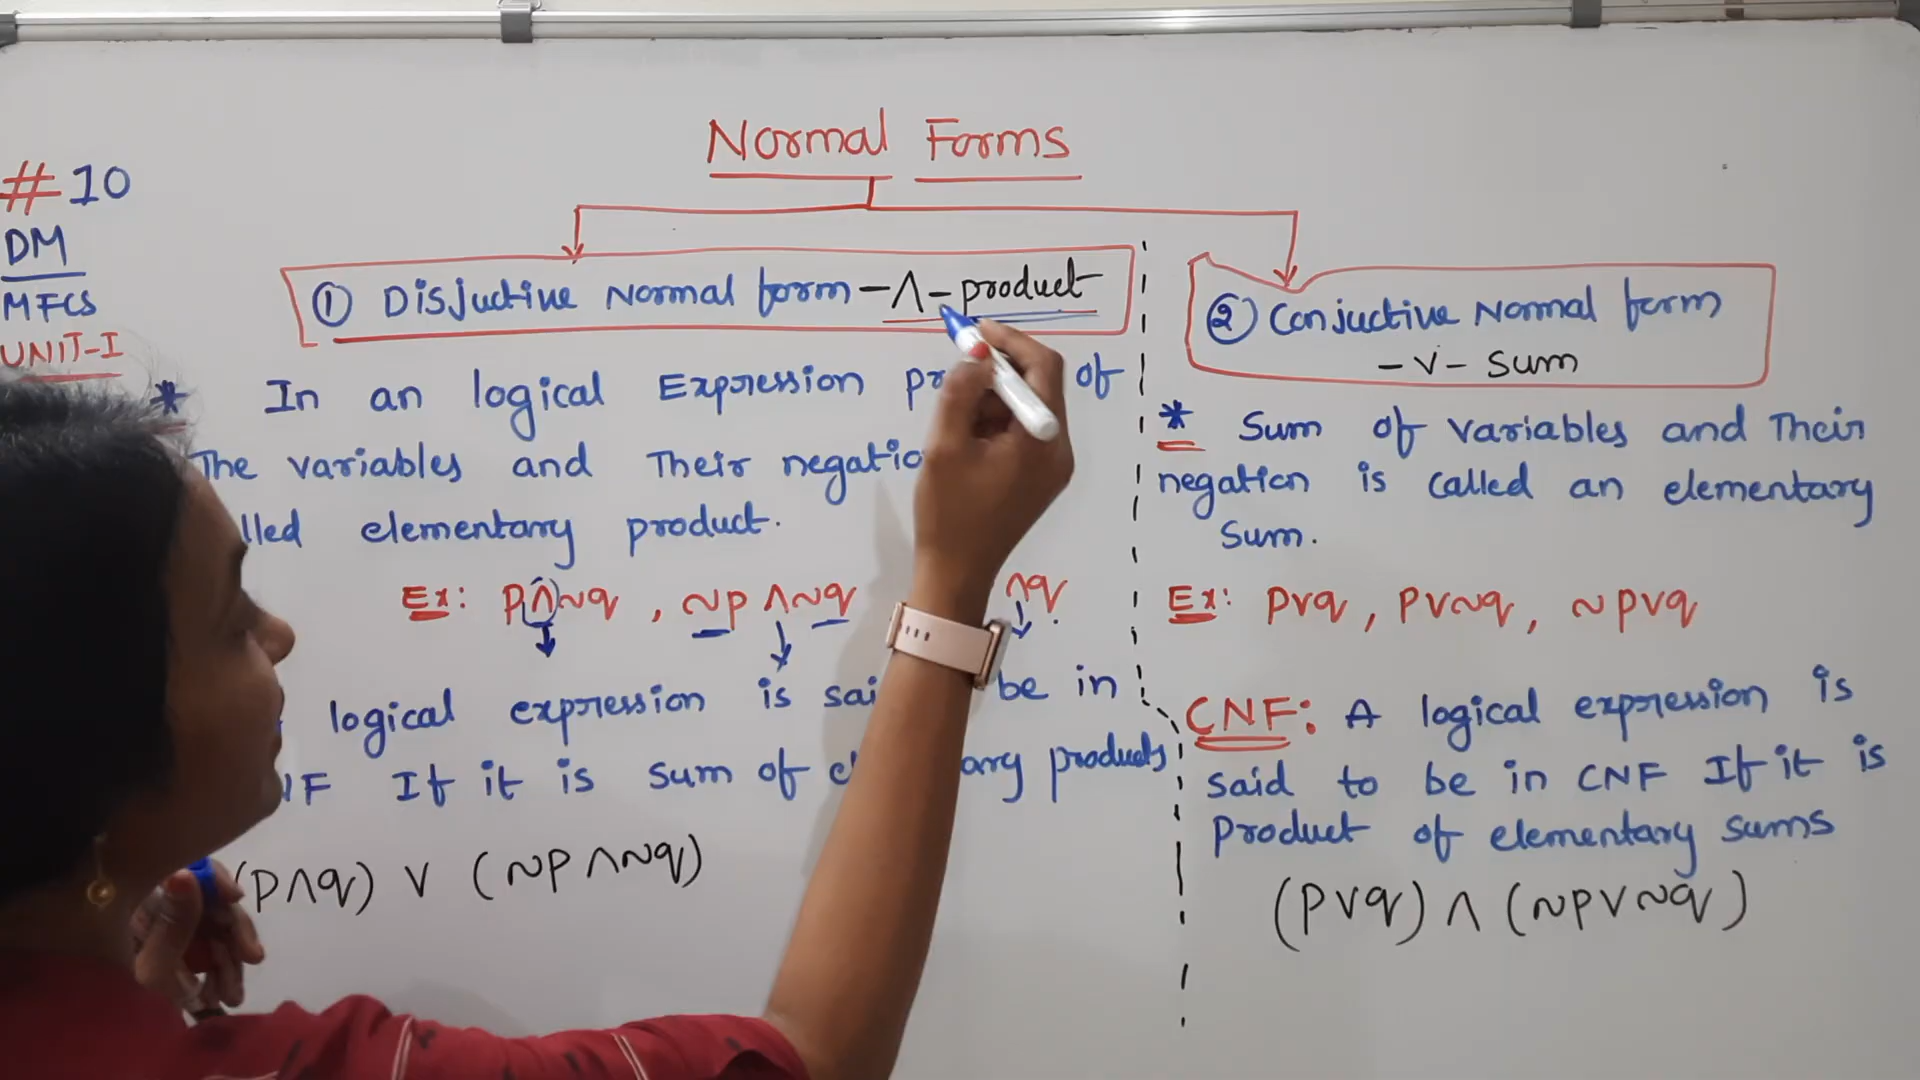 Normal Forms
#10
DM
MFCS
UNIT-I
① Disjuctive Normal form - ∧ - product
* In an logical Expression of
The variables and Their
elementary product.
Ex: p∧~q , ~p ∧~q ∧q
logical expression is be in
If it is sum of products
(p∧q) ∨ (~p ∧~q)
② Conjuctive Normal form
- v - sum
* Sum of variables and Their
negation is called an elementary
Sum.
Ex: p∨q , p∨~q , ~p∨q
CNF: A logical expression is
said to be in CNF If it is
product of elementary sums
(p∨q) ∧ (~p∨~q)